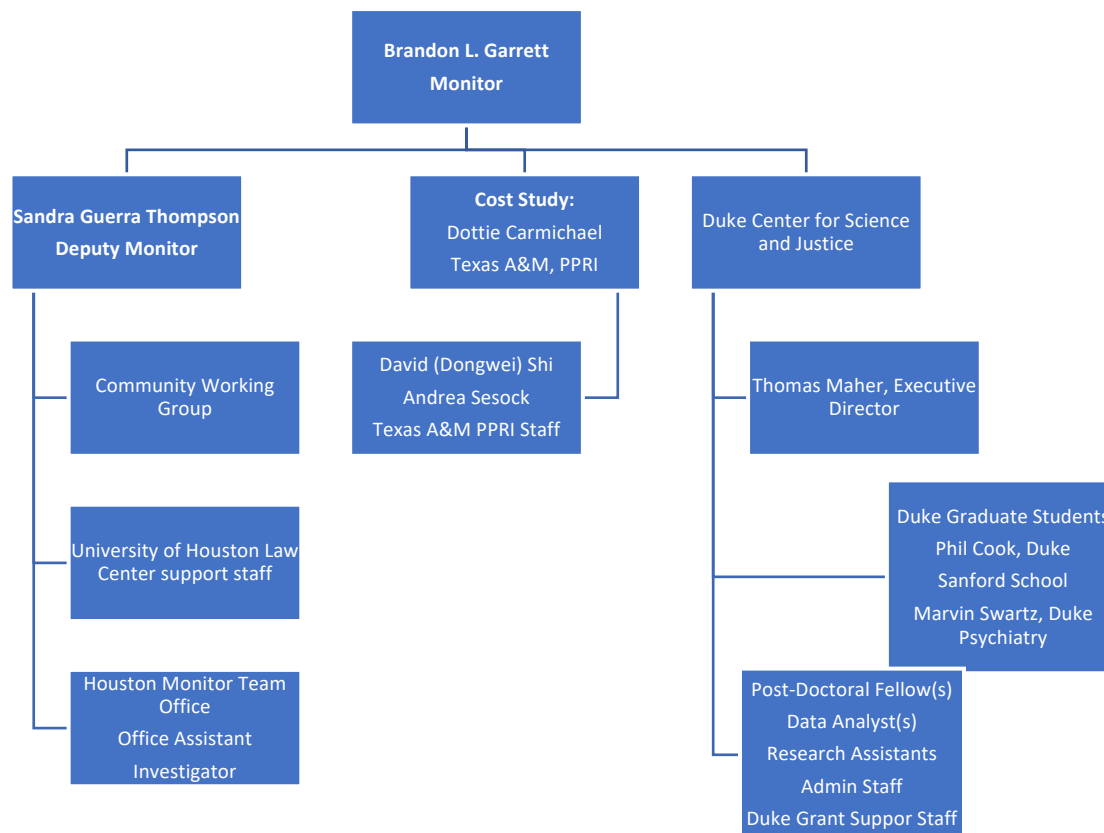 Brandon L. Garrett
Monitor
Sandra Guerra Thompson
Deputy Monitor
Community Working
Group
University of Houston Law
Center support staff
Houston Monitor Team
Office
Office Assistant
Investigator
Cost Study:
Dottie Carmichael
Texas A&M, PPRI
David (Dongwei) Shi
Andrea Sesock
Texas A&M PPRI Staff
Duke Center for Science
and Justice
Thomas Maher, Executive
Director
Duke Graduate Students
Phil Cook, Duke
Sanford School
Marvin Swartz, Duke
Psychiatry
Post-Doctoral Fellow(s)
Data Analyst(s)
Research Assistants
Admin Staff
Duke Grant Suppor Staff